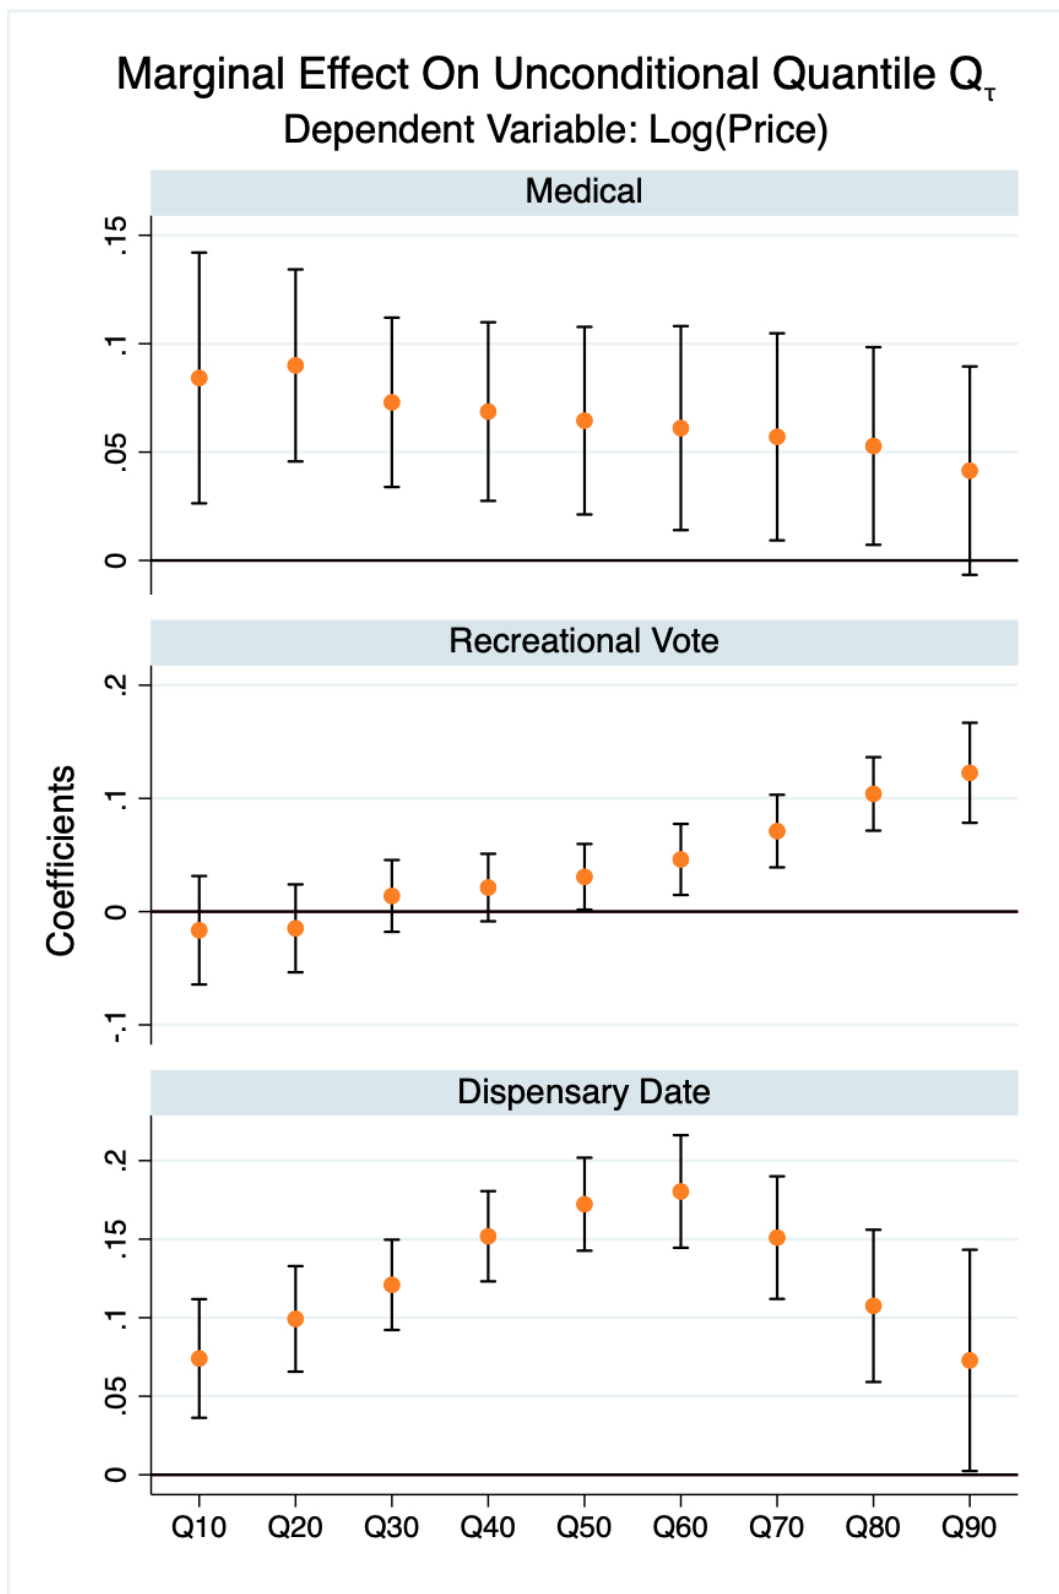 Marginal Effect On Unconditional Quantile Qτ
Dependent Variable: Log(Price)
Medical
.15
.1
.05
0
Recreational Vote
.2
.1
0
-.1
Coefficients
Dispensary Date
.2
.15
.1
.05
0
Q10 Q20 Q30 Q40 Q50 Q60 Q70 Q80 Q90